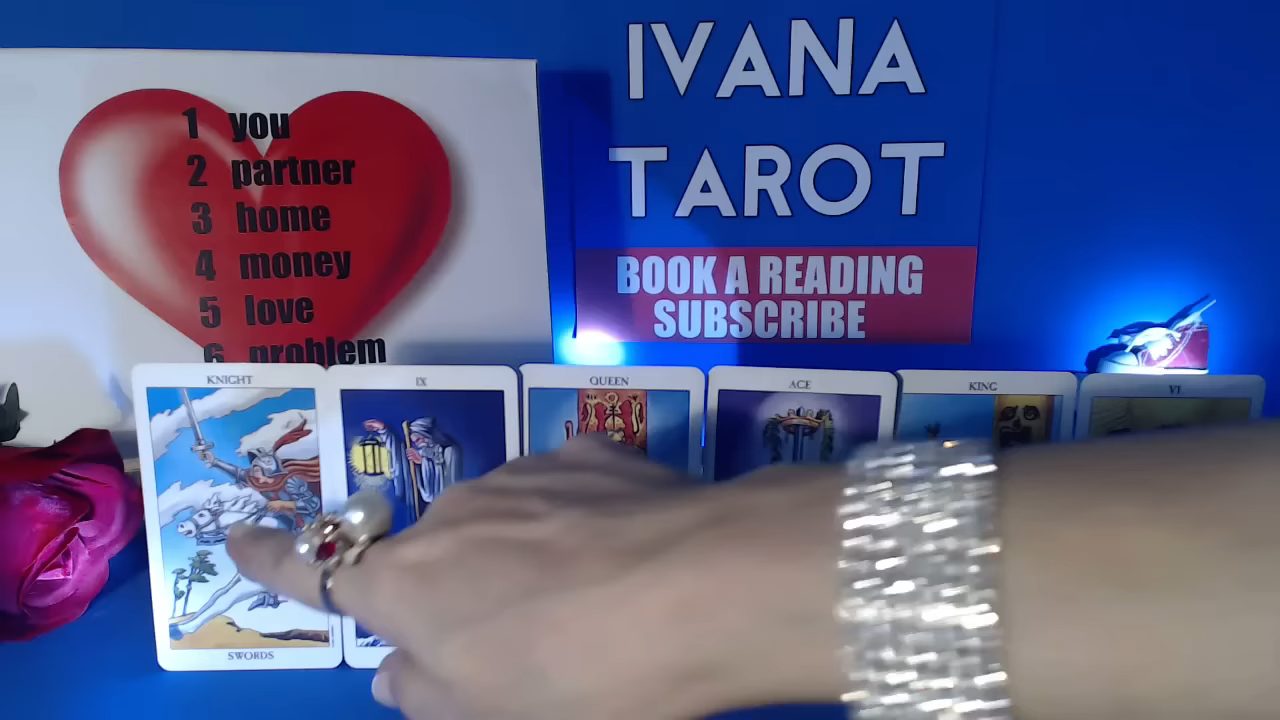 1 you
2 partner
3 home
4 money
5 love
6 problem
IVANA
TAROT
BOOK A READING
SUBSCRIBE
KNIGHT
IX
QUEEN
ACE
KING
VI
SWORDS